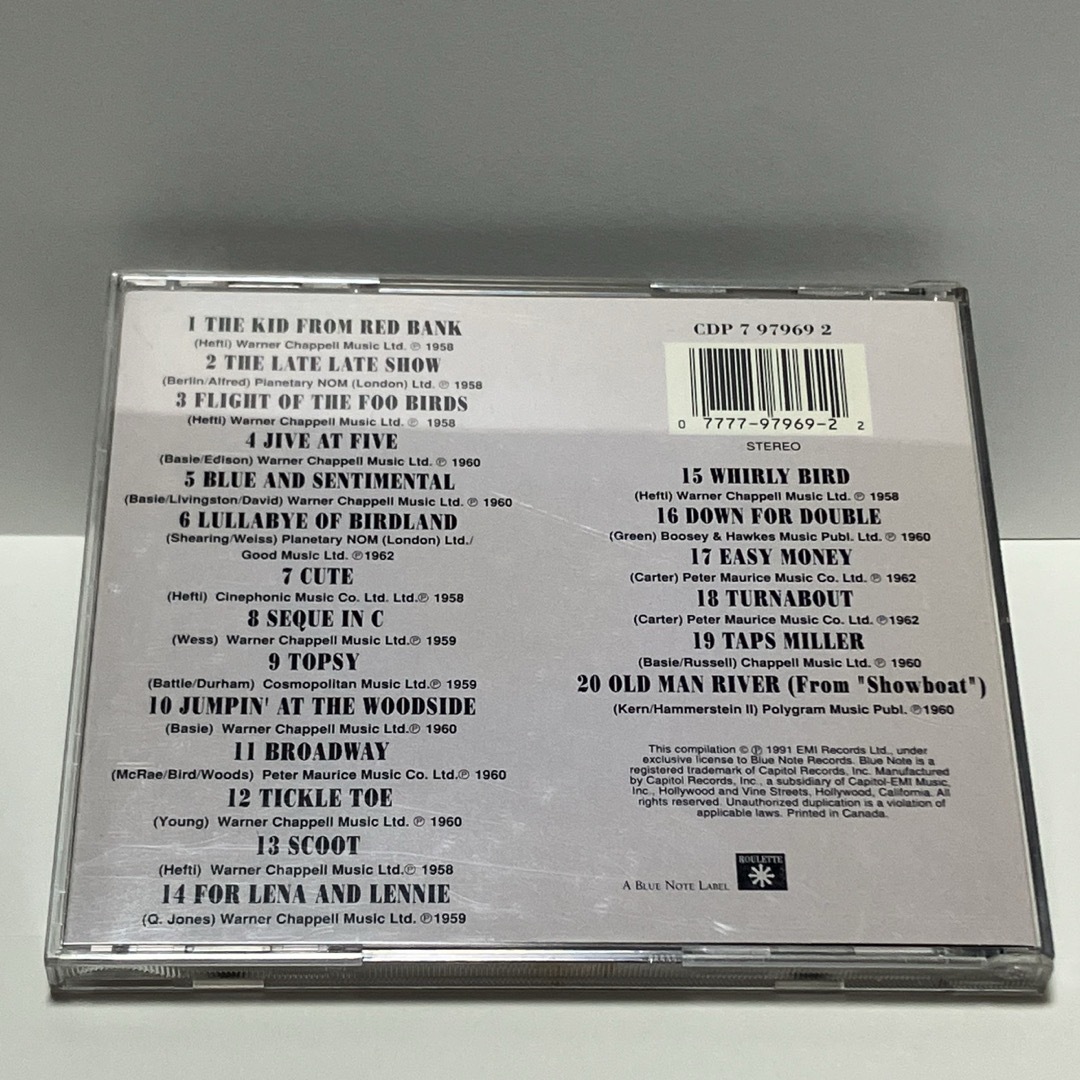 1 THE KID FROM RED BANK
(Hefti) Warner Chappell Music Ltd. ℗ 1958
2 THE LATE LATE SHOW
(Berlin/Alfred) Planetary NOM (London) Ltd. ℗ 1958
3 FLIGHT OF THE FOO BIRDS
(Hefti) Warner Chappell Music Ltd. ℗ 1958
4 JIVE AT FIVE
(Basie/Edison) Warner Chappell Music Ltd. ℗ 1960
5 BLUE AND SENTIMENTAL
(Basie/Livingston/David) Warner Chappell Music Ltd. ℗ 1960
6 LULLABYE OF BIRDLAND
(Shearing/Weiss) Planetary NOM (London) Ltd./
Good Music Ltd. ℗1962
7 CUTE
(Hefti) Cinephonic Music Co. Ltd. Ltd.℗ 1958
8 SEQUE IN C
(Wess) Warner Chappell Music Ltd.℗ 1959
9 TOPSY
(Battle/Durham) Cosmopolitan Music Ltd.℗ 1959
10 JUMPIN' AT THE WOODSIDE
(Basie) Warner Chappell Music Ltd. ℗ 1960
11 BROADWAY
(McRae/Bird/Woods) Peter Maurice Music Co. Ltd.℗ 1960
12 TICKLE TOE
(Young) Warner Chappell Music Ltd. ℗ 1960
13 SCOOT
(Hefti) Warner Chappell Music Ltd.℗ 1958
14 FOR LENA AND LENNIE
(Q. Jones) Warner Chappell Music Ltd. ℗1959
CDP 7 97969 2
0 7777-97969-2 2
STEREO
15 WHIRLY BIRD
(Hefti) Warner Chappell Music Ltd. ℗ 1958
16 DOWN FOR DOUBLE
(Green) Boosey & Hawkes Music Publ. Ltd. ℗ 1960
17 EASY MONEY
(Carter) Peter Maurice Music Co. Ltd. ℗ 1962
18 TURNABOUT
(Carter) Peter Maurice Music Co. Ltd. ℗1962
19 TAPS MILLER
(Basie/Russell) Chappell Music Ltd. ℗ 1960
20 OLD MAN RIVER (From "Showboat")
(Kern/Hammerstein II) Polygram Music Publ. ℗1960
This compilation © ℗ 1991 EMI Records Ltd., under
exclusive license to Blue Note Records. Blue Note is a
registered trademark of Capitol Records, Inc. Manufactured
by Capitol Records, Inc., a subsidiary of Capitol-EMI Music,
Inc., Hollywood and Vine Streets, Hollywood, California. All
rights reserved. Unauthorized duplication is a violation of
applicable laws. Printed in Canada.
A BLUE NOTE LABEL
ROULETTE